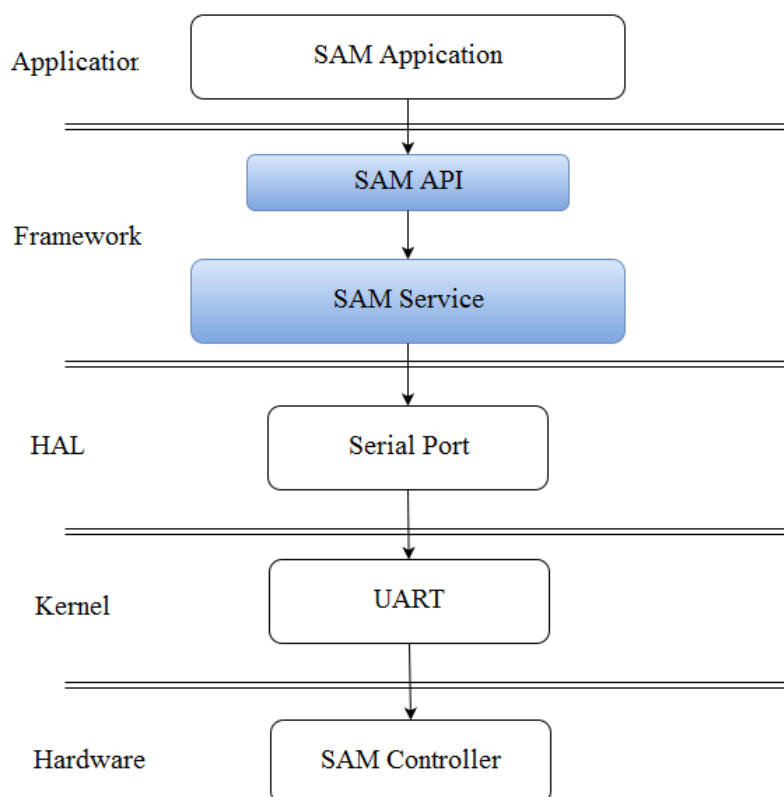 SAM Appication
Application
SAM API
Framework
SAM Service
HAL
Serial Port
Kernel
UART
Hardware
SAM Controller